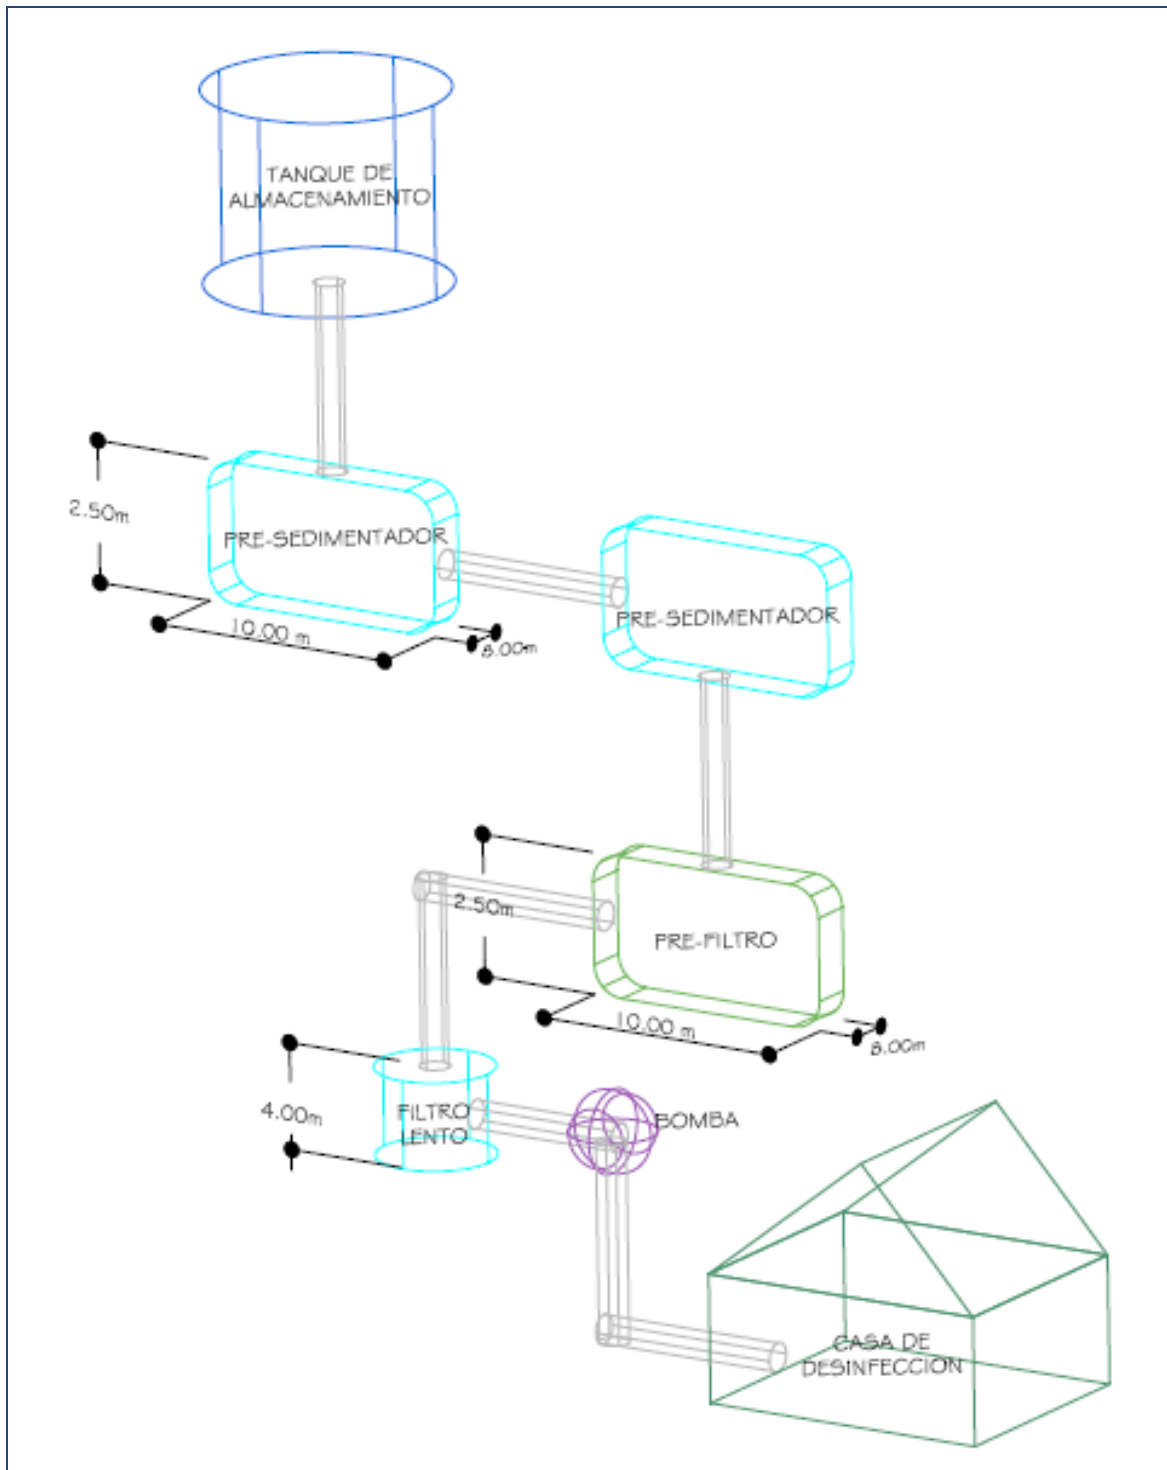 TANQUE DE
ALMACENAMIENTO
2.50m
PRE-SEDIMENTADOR
10.00 m
8.00m
PRE-SEDIMENTADOR
2.50m
PRE-FILTRO
10.00 m
8.00m
4.00m
FILTRO
LENTO
BOMBA
CASA DE
DESINFECCION